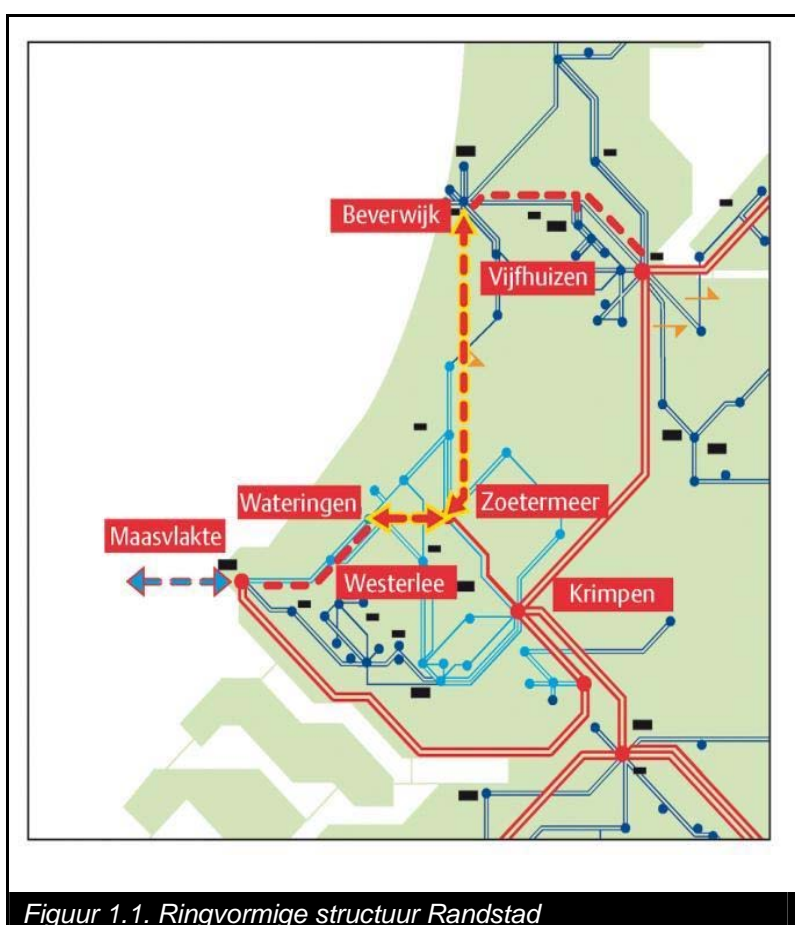 Beverwijk
Vijfhuizen
Wateringen
Zoetermeer
Maasvlakte
Westerlee
Krimpen
Figuur 1.1. Ringvormige structuur Randstad